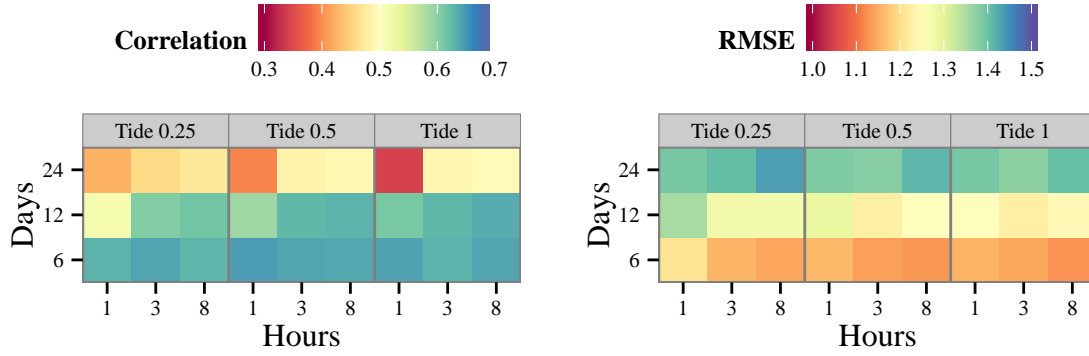 Correlation
0.3 0.4 0.5 0.6 0.7
Tide 0.25 Tide 0.5 Tide 1
Days
24
12
6
1 3 8 1 3 8 1 3 8
Hours
RMSE
1.0 1.1 1.2 1.3 1.4 1.5
Tide 0.25 Tide 0.5 Tide 1
Days
24
12
6
1 3 8 1 3 8 1 3 8
Hours